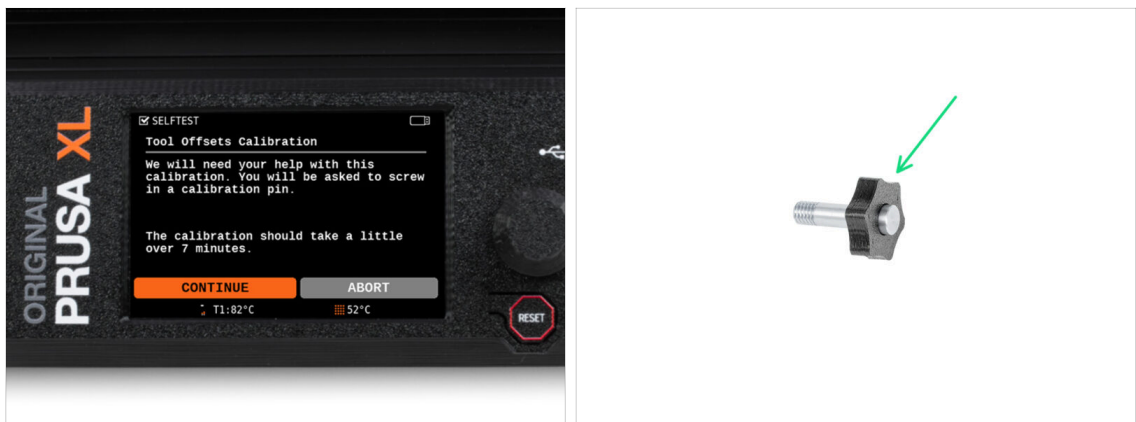 ORIGINAL
PRUSA XL
SELFTEST
Tool Offsets Calibration
We will need your help with this
calibration. You will be asked to screw
in a calibration pin.
The calibration should take a little
over 7 minutes.
CONTINUE
ABORT
T1:82°C
52°C
RESET